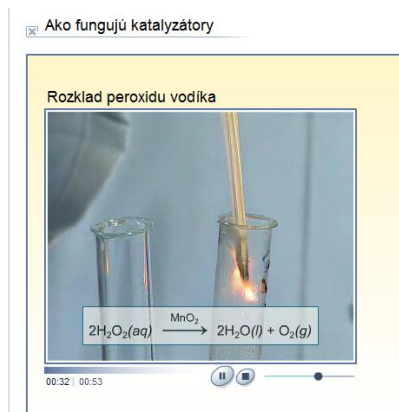 Ako fungujú katalyzátory
Rozklad peroxidu vodíka
MnO₂
2H₂O₂(aq) ⟶ 2H₂O(l) + O₂(g)
00:32 | 00:53